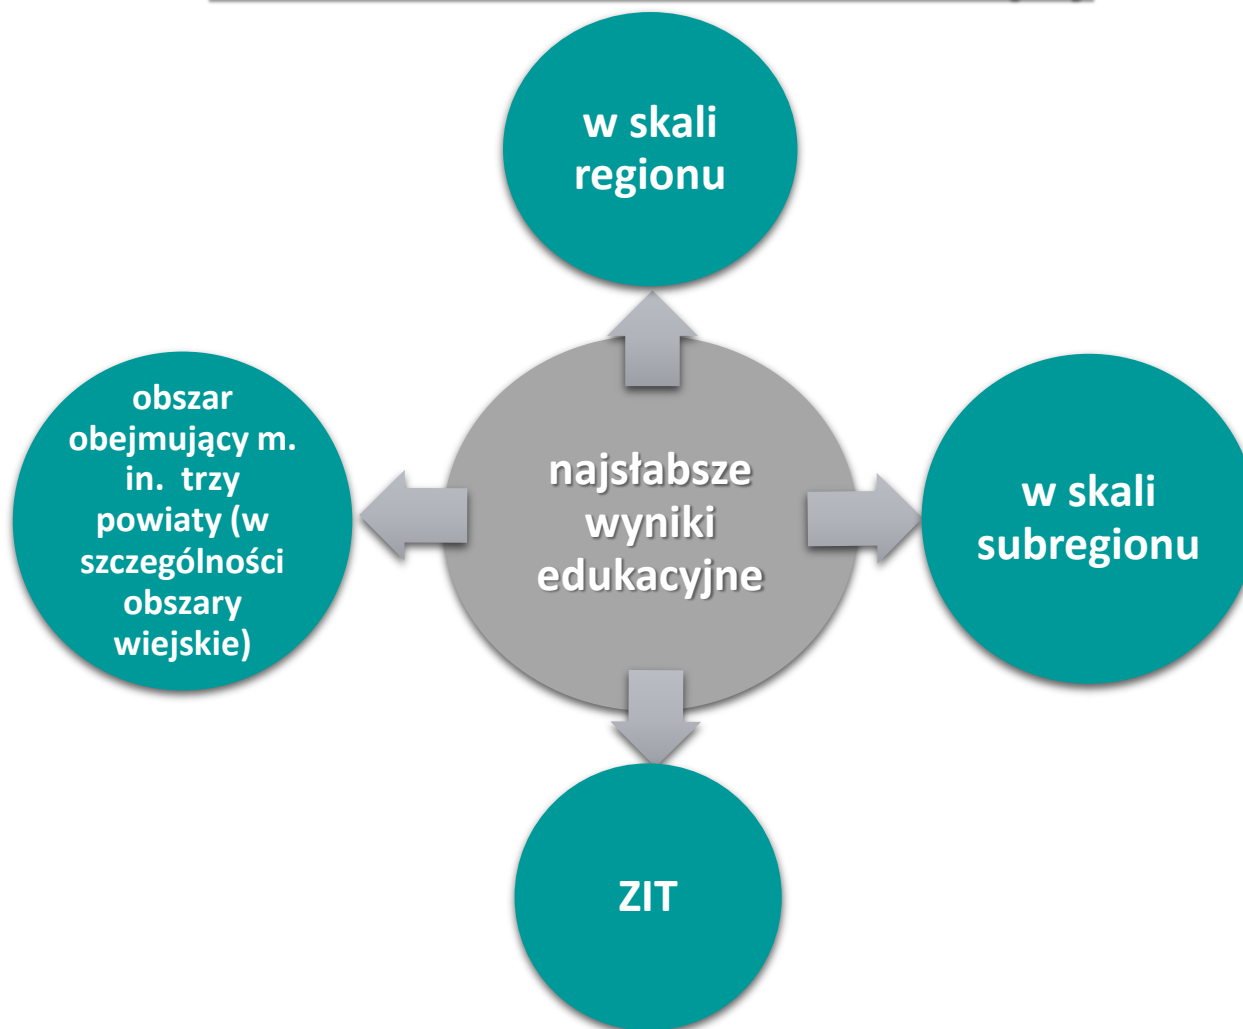 w skali
regionu
obszar
obejmujący m.
in. trzy
powiaty (w
szczególności
obszary
wiejskie)
najsłabsze
wyniki
edukacyjne
w skali
subregionu
ZIT